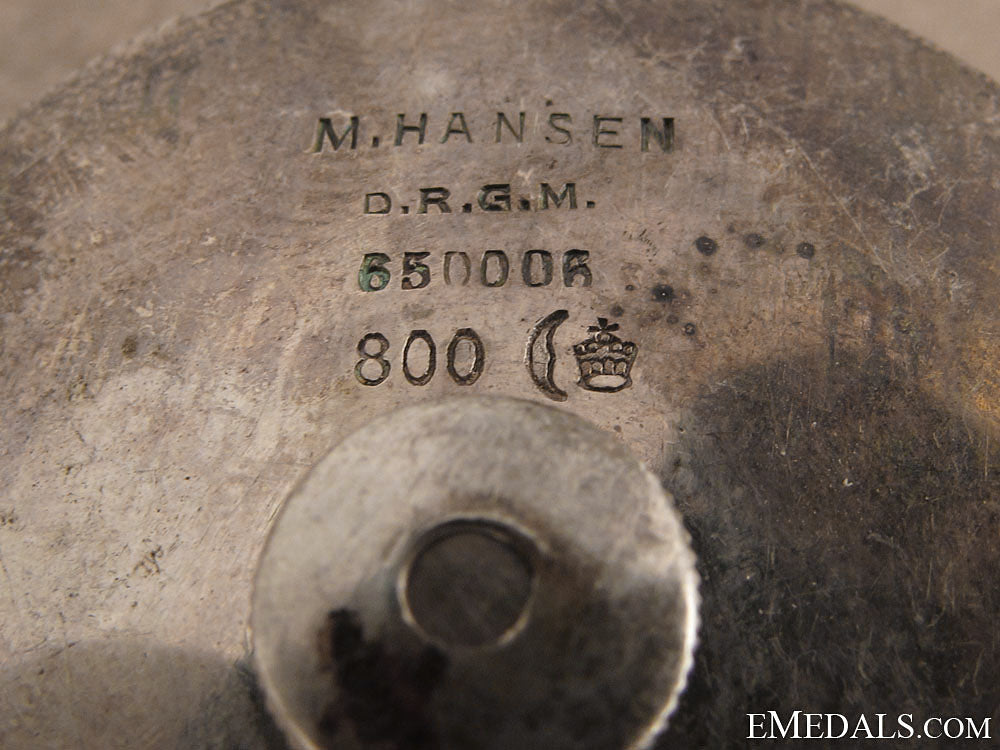 M.HANSEN
D.R.G.M.
650006
800
EMEDALS.COM